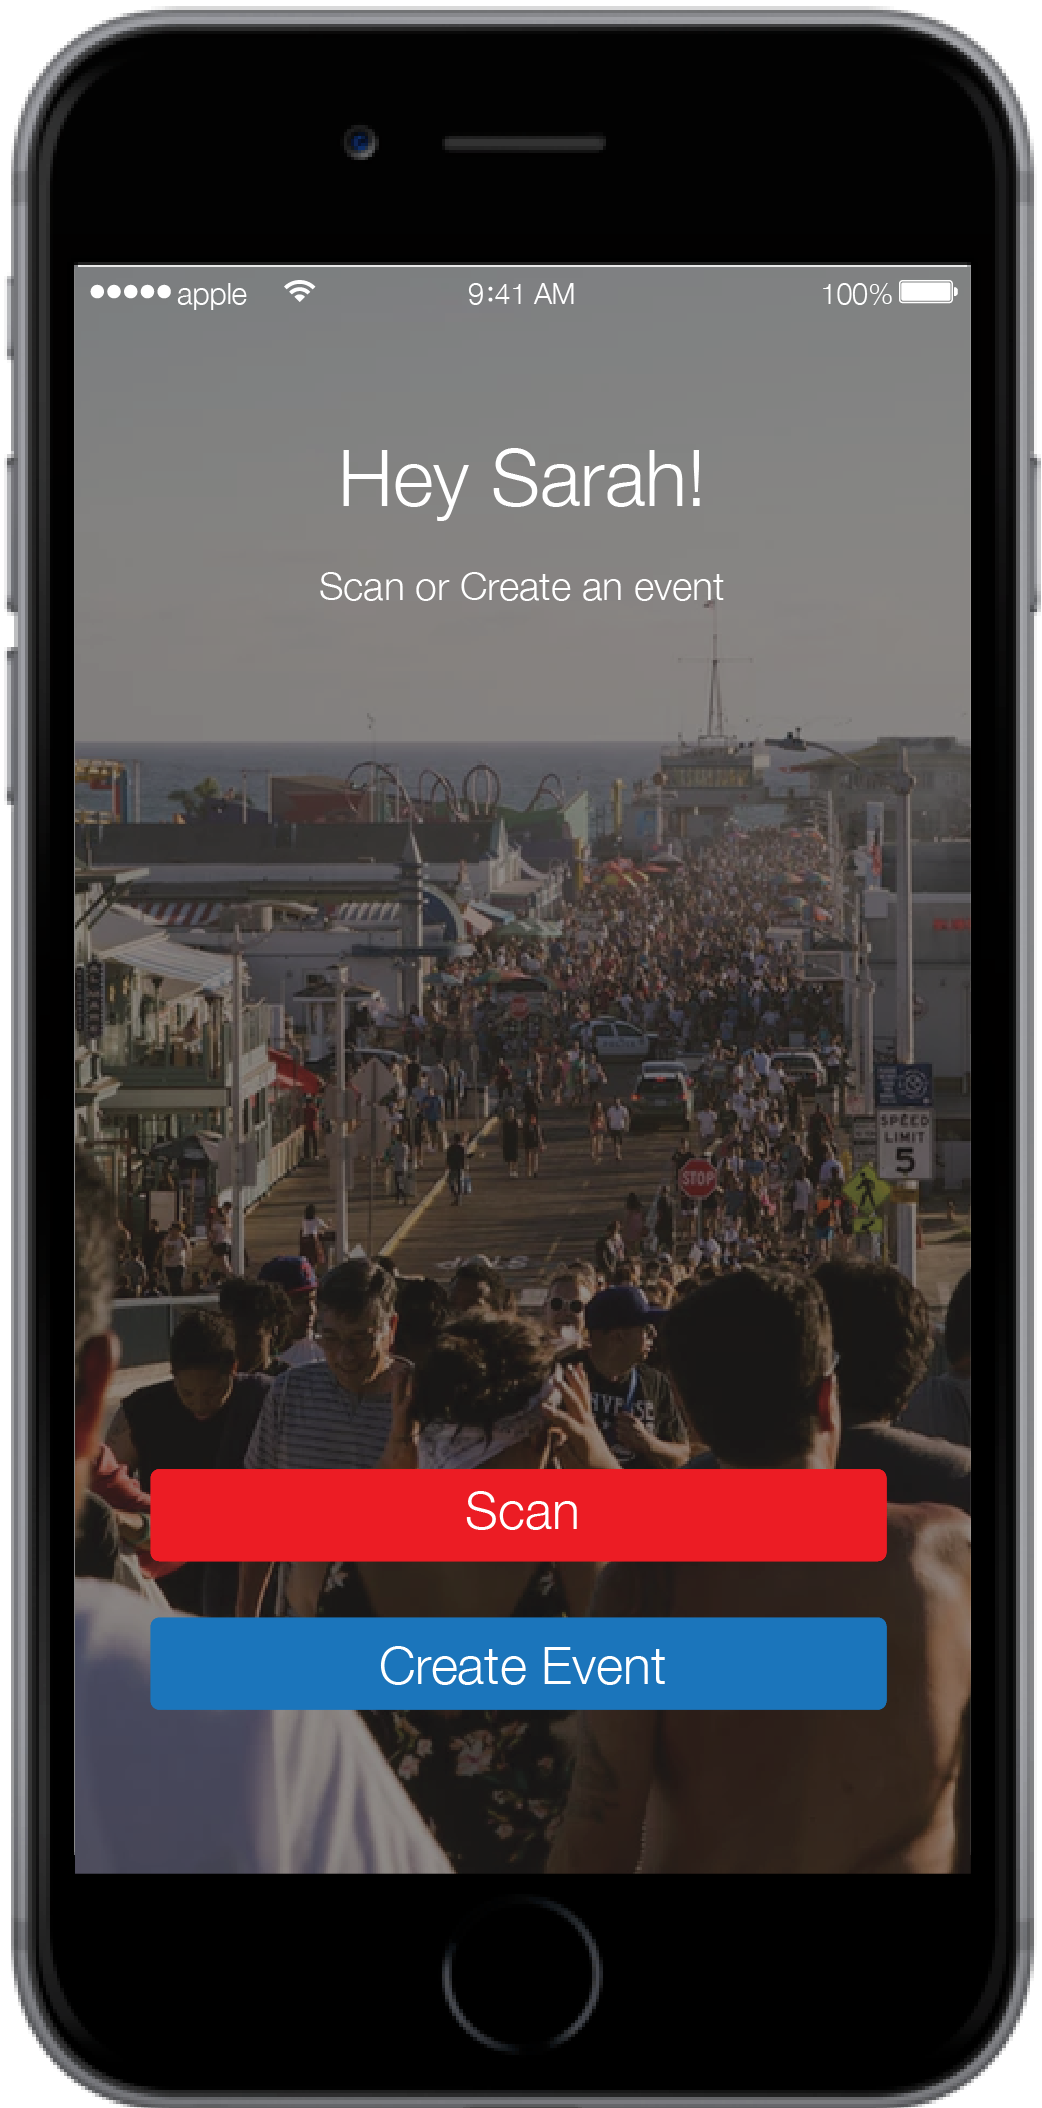 apple 9:41 AM 100%
Hey Sarah!
Scan or Create an event
POLICE
SPEED
LIMIT
5
STOP
Scan
Create Event